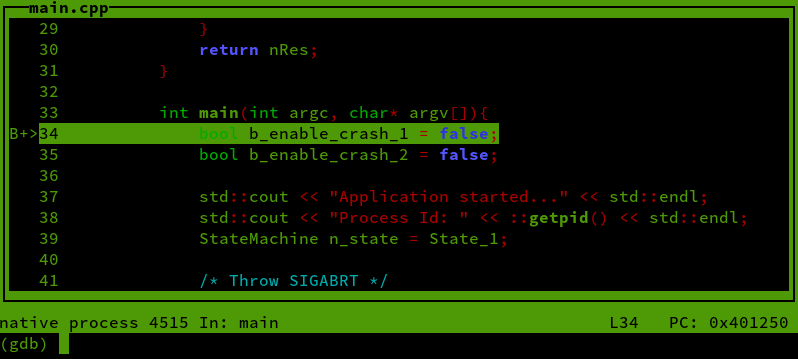 main.cpp
29 }
30 return nRes;
31 }
32
33 int main(int argc, char* argv[]){
B+>34 bool b_enable_crash_1 = false;
35 bool b_enable_crash_2 = false;
36
37 std::cout << "Application started..." << std::endl;
38 std::cout << "Process Id: " << ::getpid() << std::endl;
39 StateMachine n_state = State_1;
40
41 /* Throw SIGABRT */
native process 4515 In: main L34 PC: 0x401250
(gdb)